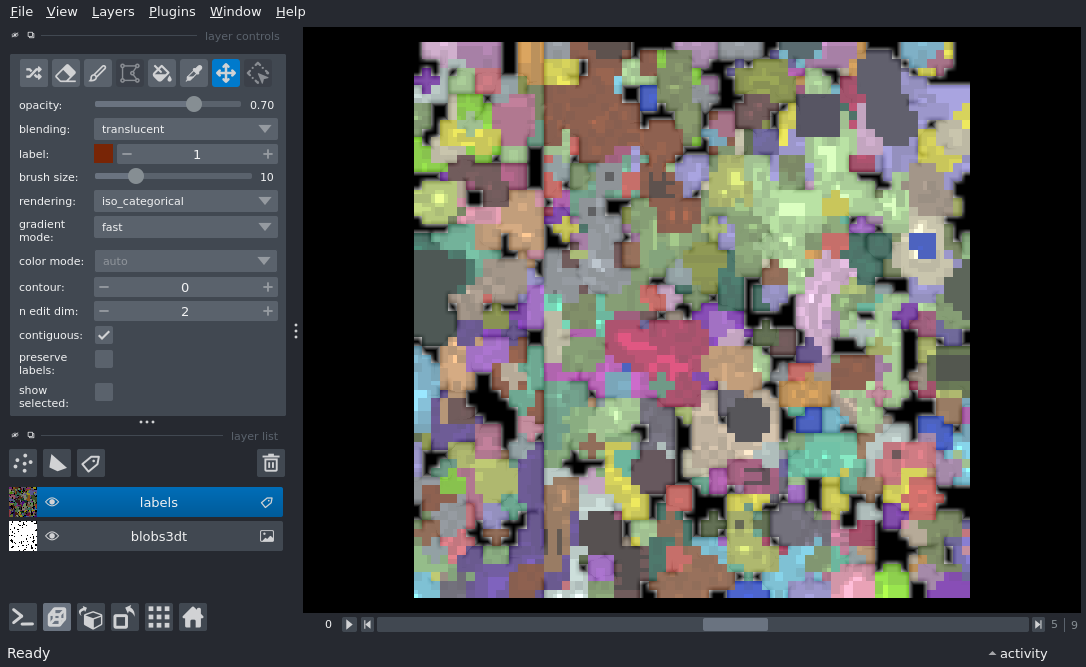 File View Layers Plugins Window Help
layer controls
opacity: 0.70
blending: translucent
label: 1
brush size: 10
rendering: iso_categorical
gradient
mode: fast
color mode: auto
contour: 0
n edit dim: 2
contiguous:
preserve
labels:
show
selected:
layer list
labels
blobs3dt
0 5 9
Ready activity